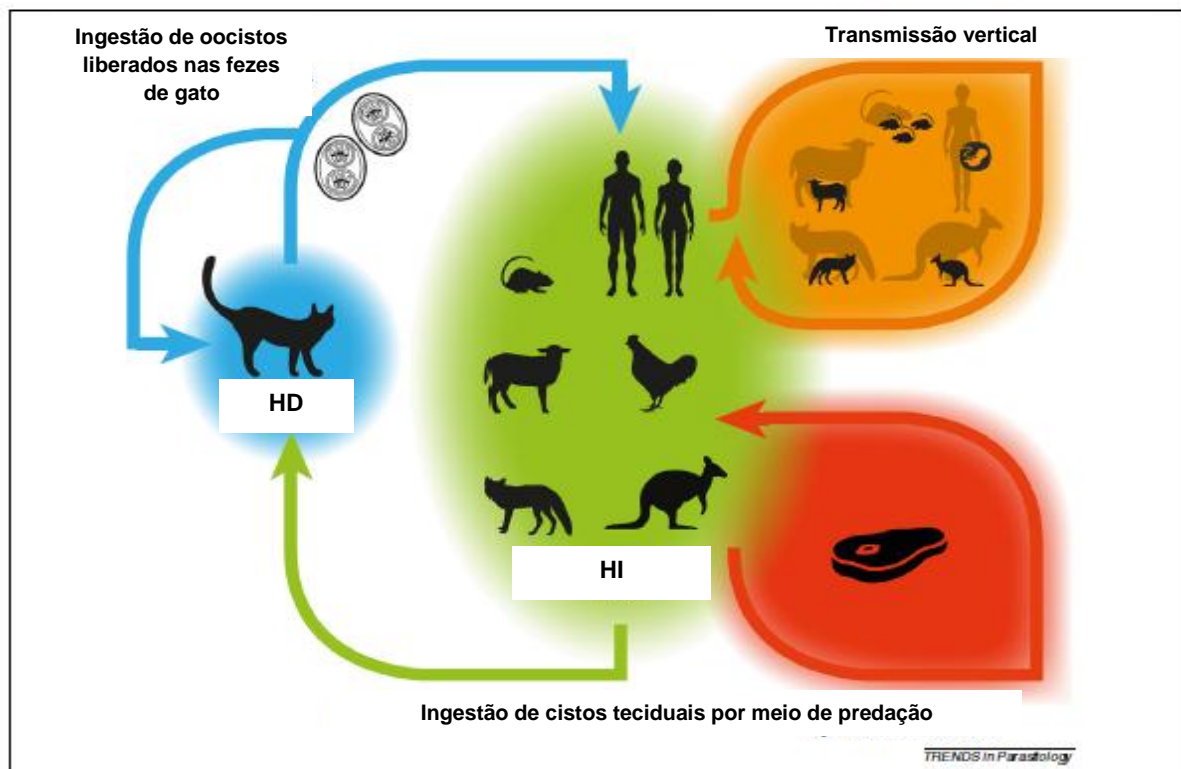 Ingestão de oocistos
liberados nas fezes
de gato
Transmissão vertical
HD
HI
Ingestão de cistos teciduais por meio de predação
TRENDS in Parasitology